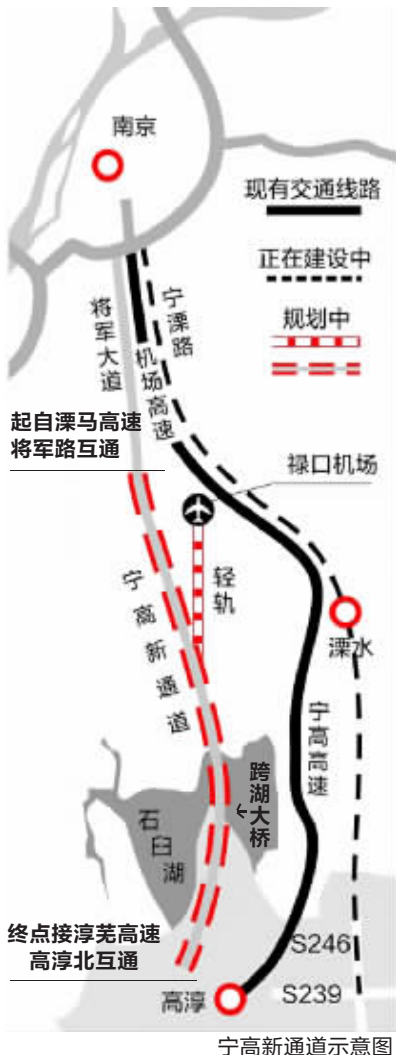 南京
现有交通线路
正在建设中
规划中
宁溧路
将军大道
机场高速
起自溧马高速
将军路互通
禄口机场
轻轨
宁高新通道
溧水
宁高高速
跨湖大桥
石臼湖
终点接淳芜高速
高淳北互通
S246
S239
高淳
宁高新通道示意图